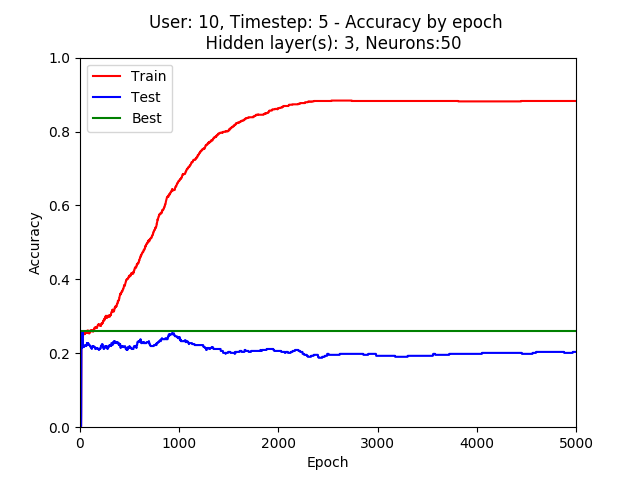 User: 10, Timestep: 5 - Accuracy by epoch
Hidden layer(s): 3, Neurons:50
1.0
Train
Test
Best
0.8
0.6
Accuracy
0.4
0.2
0.0
0 1000 2000 3000 4000 5000
Epoch